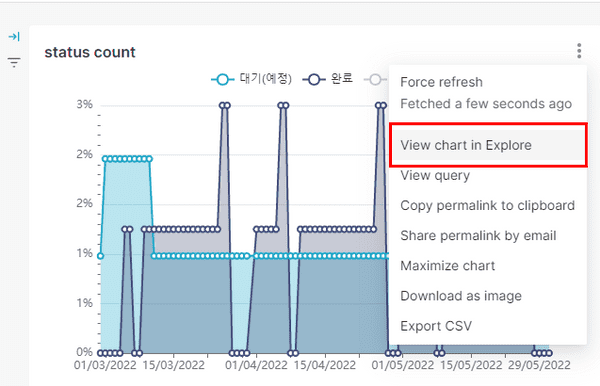 status count
대기(예정)
완료
Force refresh
Fetched a few seconds ago
View chart in Explore
View query
Copy permalink to clipboard
Share permalink by email
Maximize chart
Download as image
Export CSV
3%
2%
2%
1%
1%
0%
01/03/2022 15/03/2022 01/04/2022 15/04/2022 01/05/2022 15/05/2022 29/05/2022